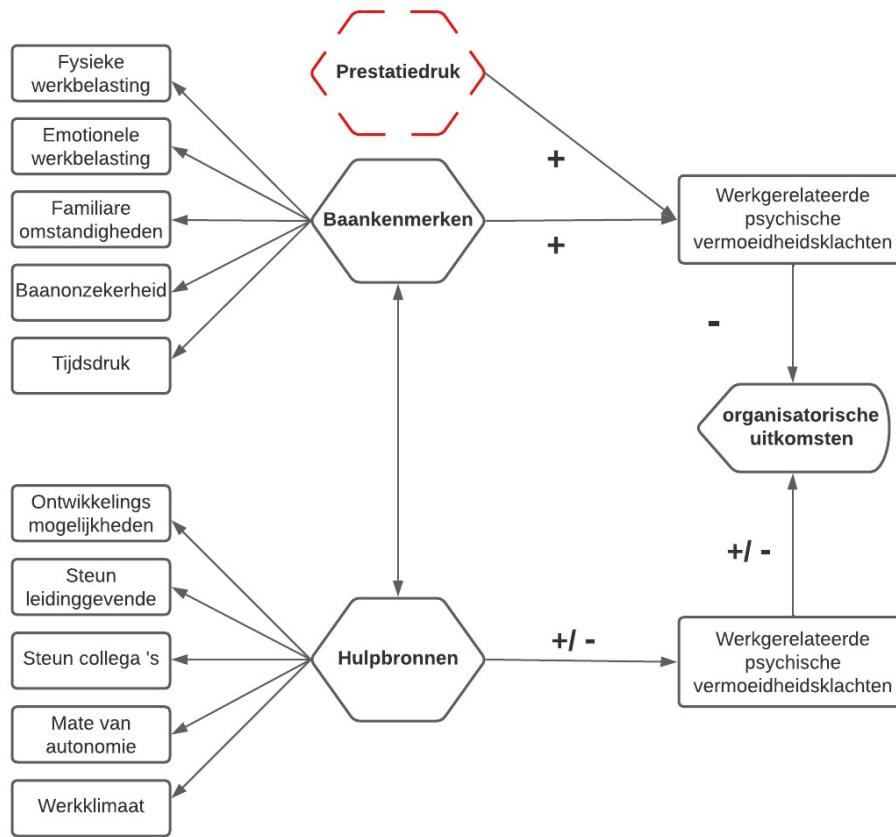 Fysieke
werkbelasting
Emotionele
werkbelasting
Familiare
omstandigheden
Baanonzekerheid
Tijdsdruk
Prestatiedruk
Baankenmerken
+
+
Werkgerelateerde
psychische
vermoeidheidsklachten
-
organisatorische
uitkomsten
Ontwikkelings
mogelijkheden
Steun
leidinggevende
Steun collega 's
Mate van
autonomie
Werkklimaat
Hulpbronnen
+/ -
+/ -
Werkgerelateerde
psychische
vermoeidheidsklachten